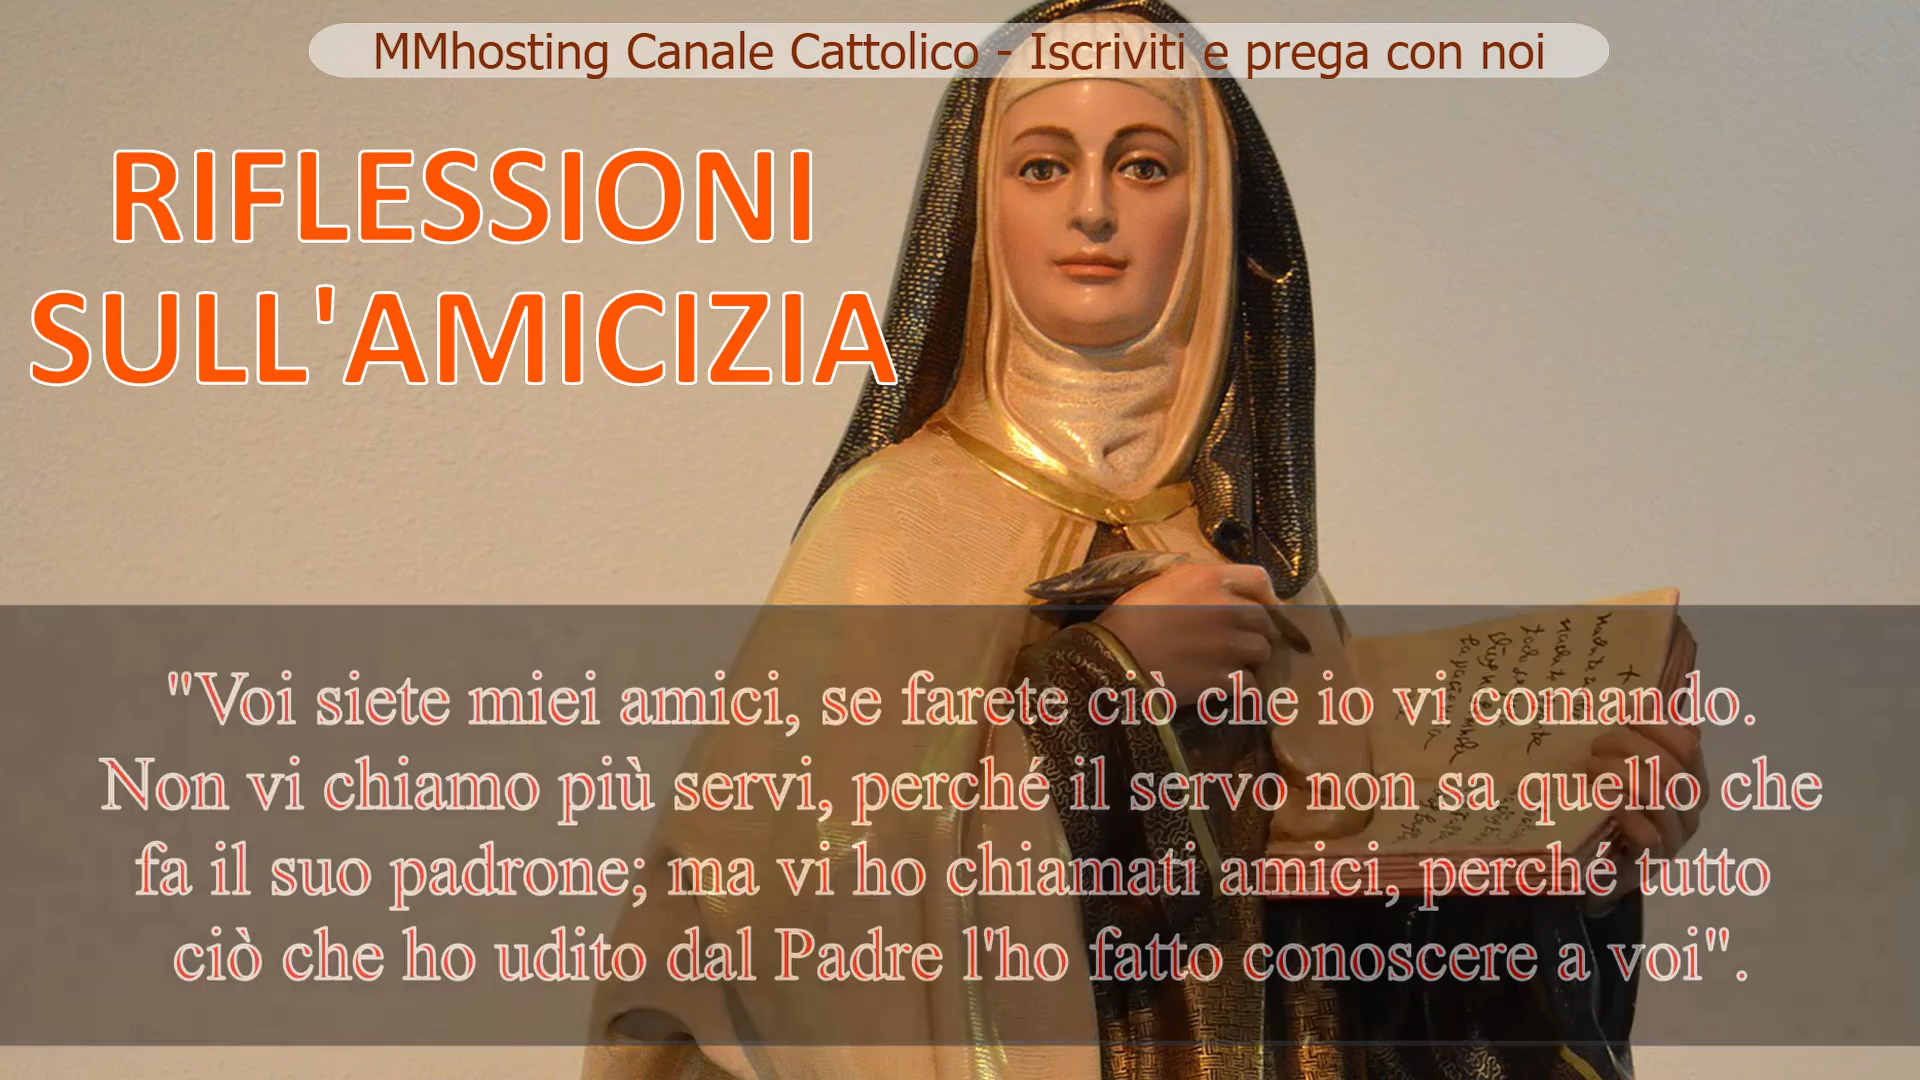 MMhosting Canale Cattolico - Iscriviti e prega con noi
RIFLESSIONI
SULL'AMICIZIA
"Voi siete miei amici, se farete ciò che io vi comando.
Non vi chiamo più servi, perché il servo non sa quello che
fa il suo padrone; ma vi ho chiamati amici, perché tutto
ciò che ho udito dal Padre l'ho fatto conoscere a voi".